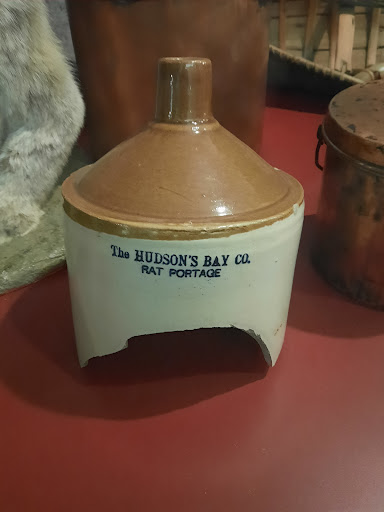 The HUDSON'S BAY CO.
RAT PORTAGE